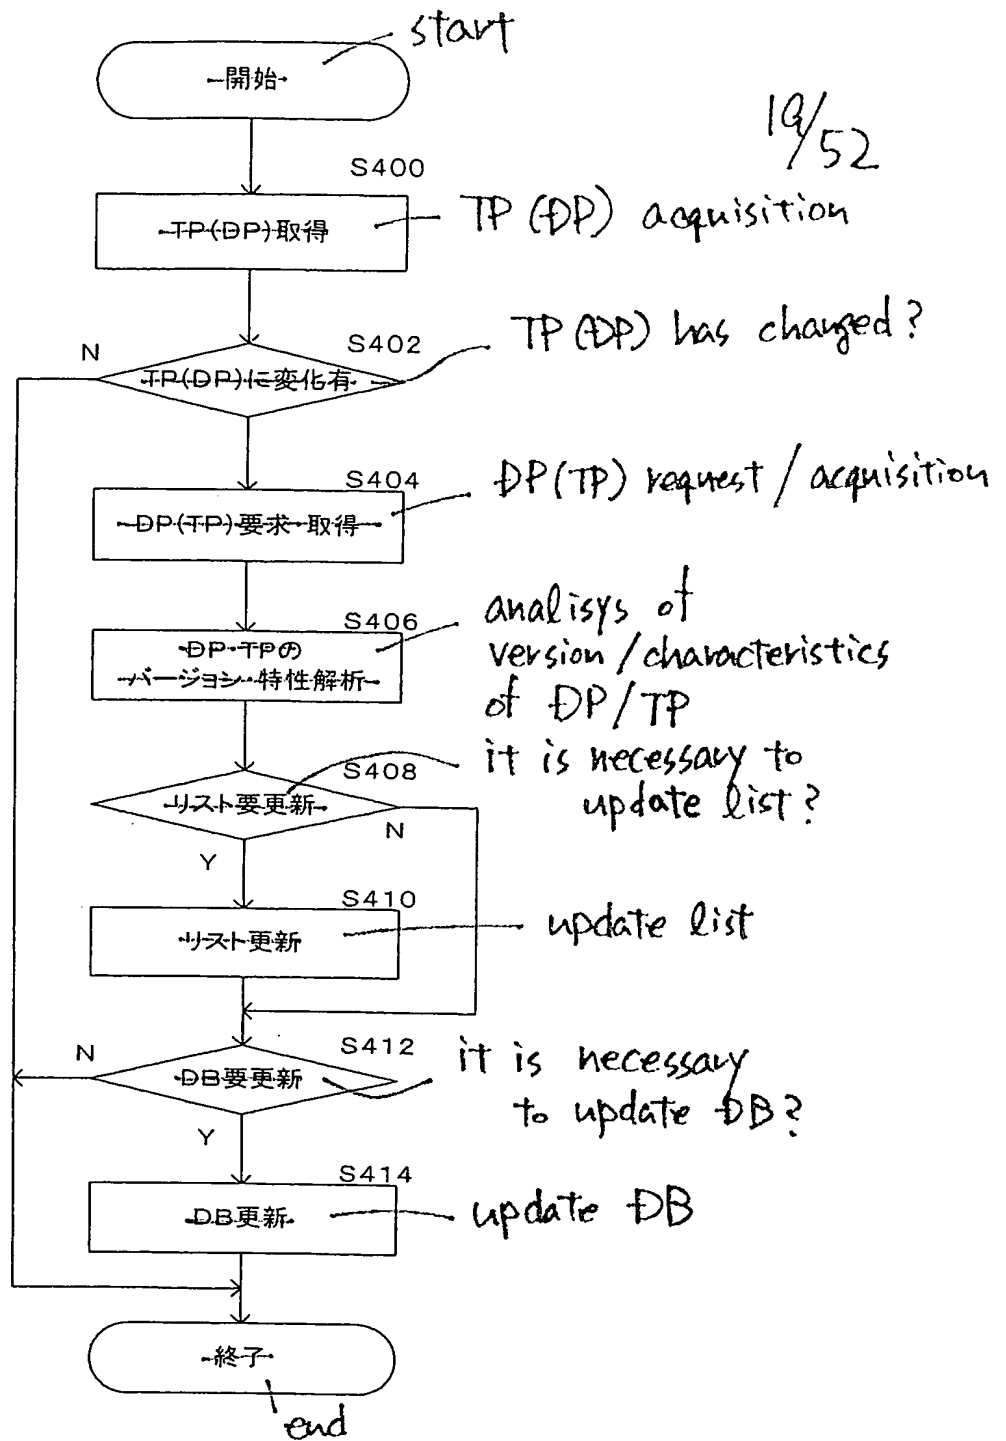 start
開始
19/52
S400
TP(DP)取得
TP(DP) acquisition
S402
N
TP(DP)に変化有
TP(DP) has changed?
S404
DP(TP)要求・取得
DP(TP) request/acquisition
S406
DP・TPの
バージョン・特性解析
analisys of
version/characteristics
of DP/TP
S408
リスト要更新
it is necessary to
update list?
N
Y
S410
リスト更新
update list
S412
N
DB要更新
it is necessary
to update DB?
Y
S414
DB更新
update DB
終了
end